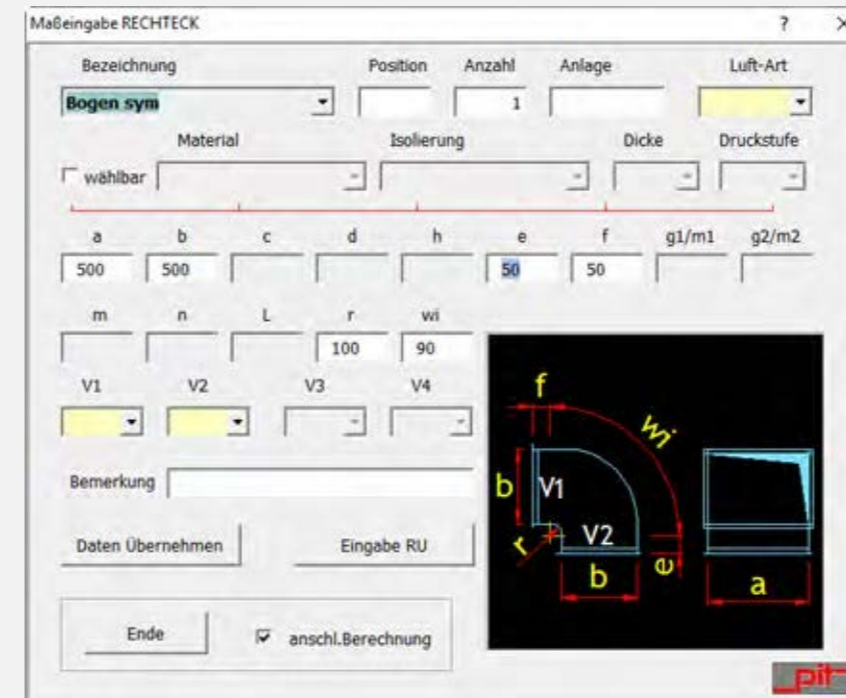 Maßeingabe RECHTECK ? X
Bezeichnung Position Anzahl Anlage Luft-Art
Bogen sym 1
Material Isolierung Dicke Druckstufe
wählbar
a b c d h e f g1/m1 g2/m2
500 500 50 50
m n L r wi
100 90
V1 V2 V3 V4
Bemerkung
Daten Übernehmen Eingabe RU
Ende anschl.Berechnung
f
wi
b V1
r V2 e
b a
pit